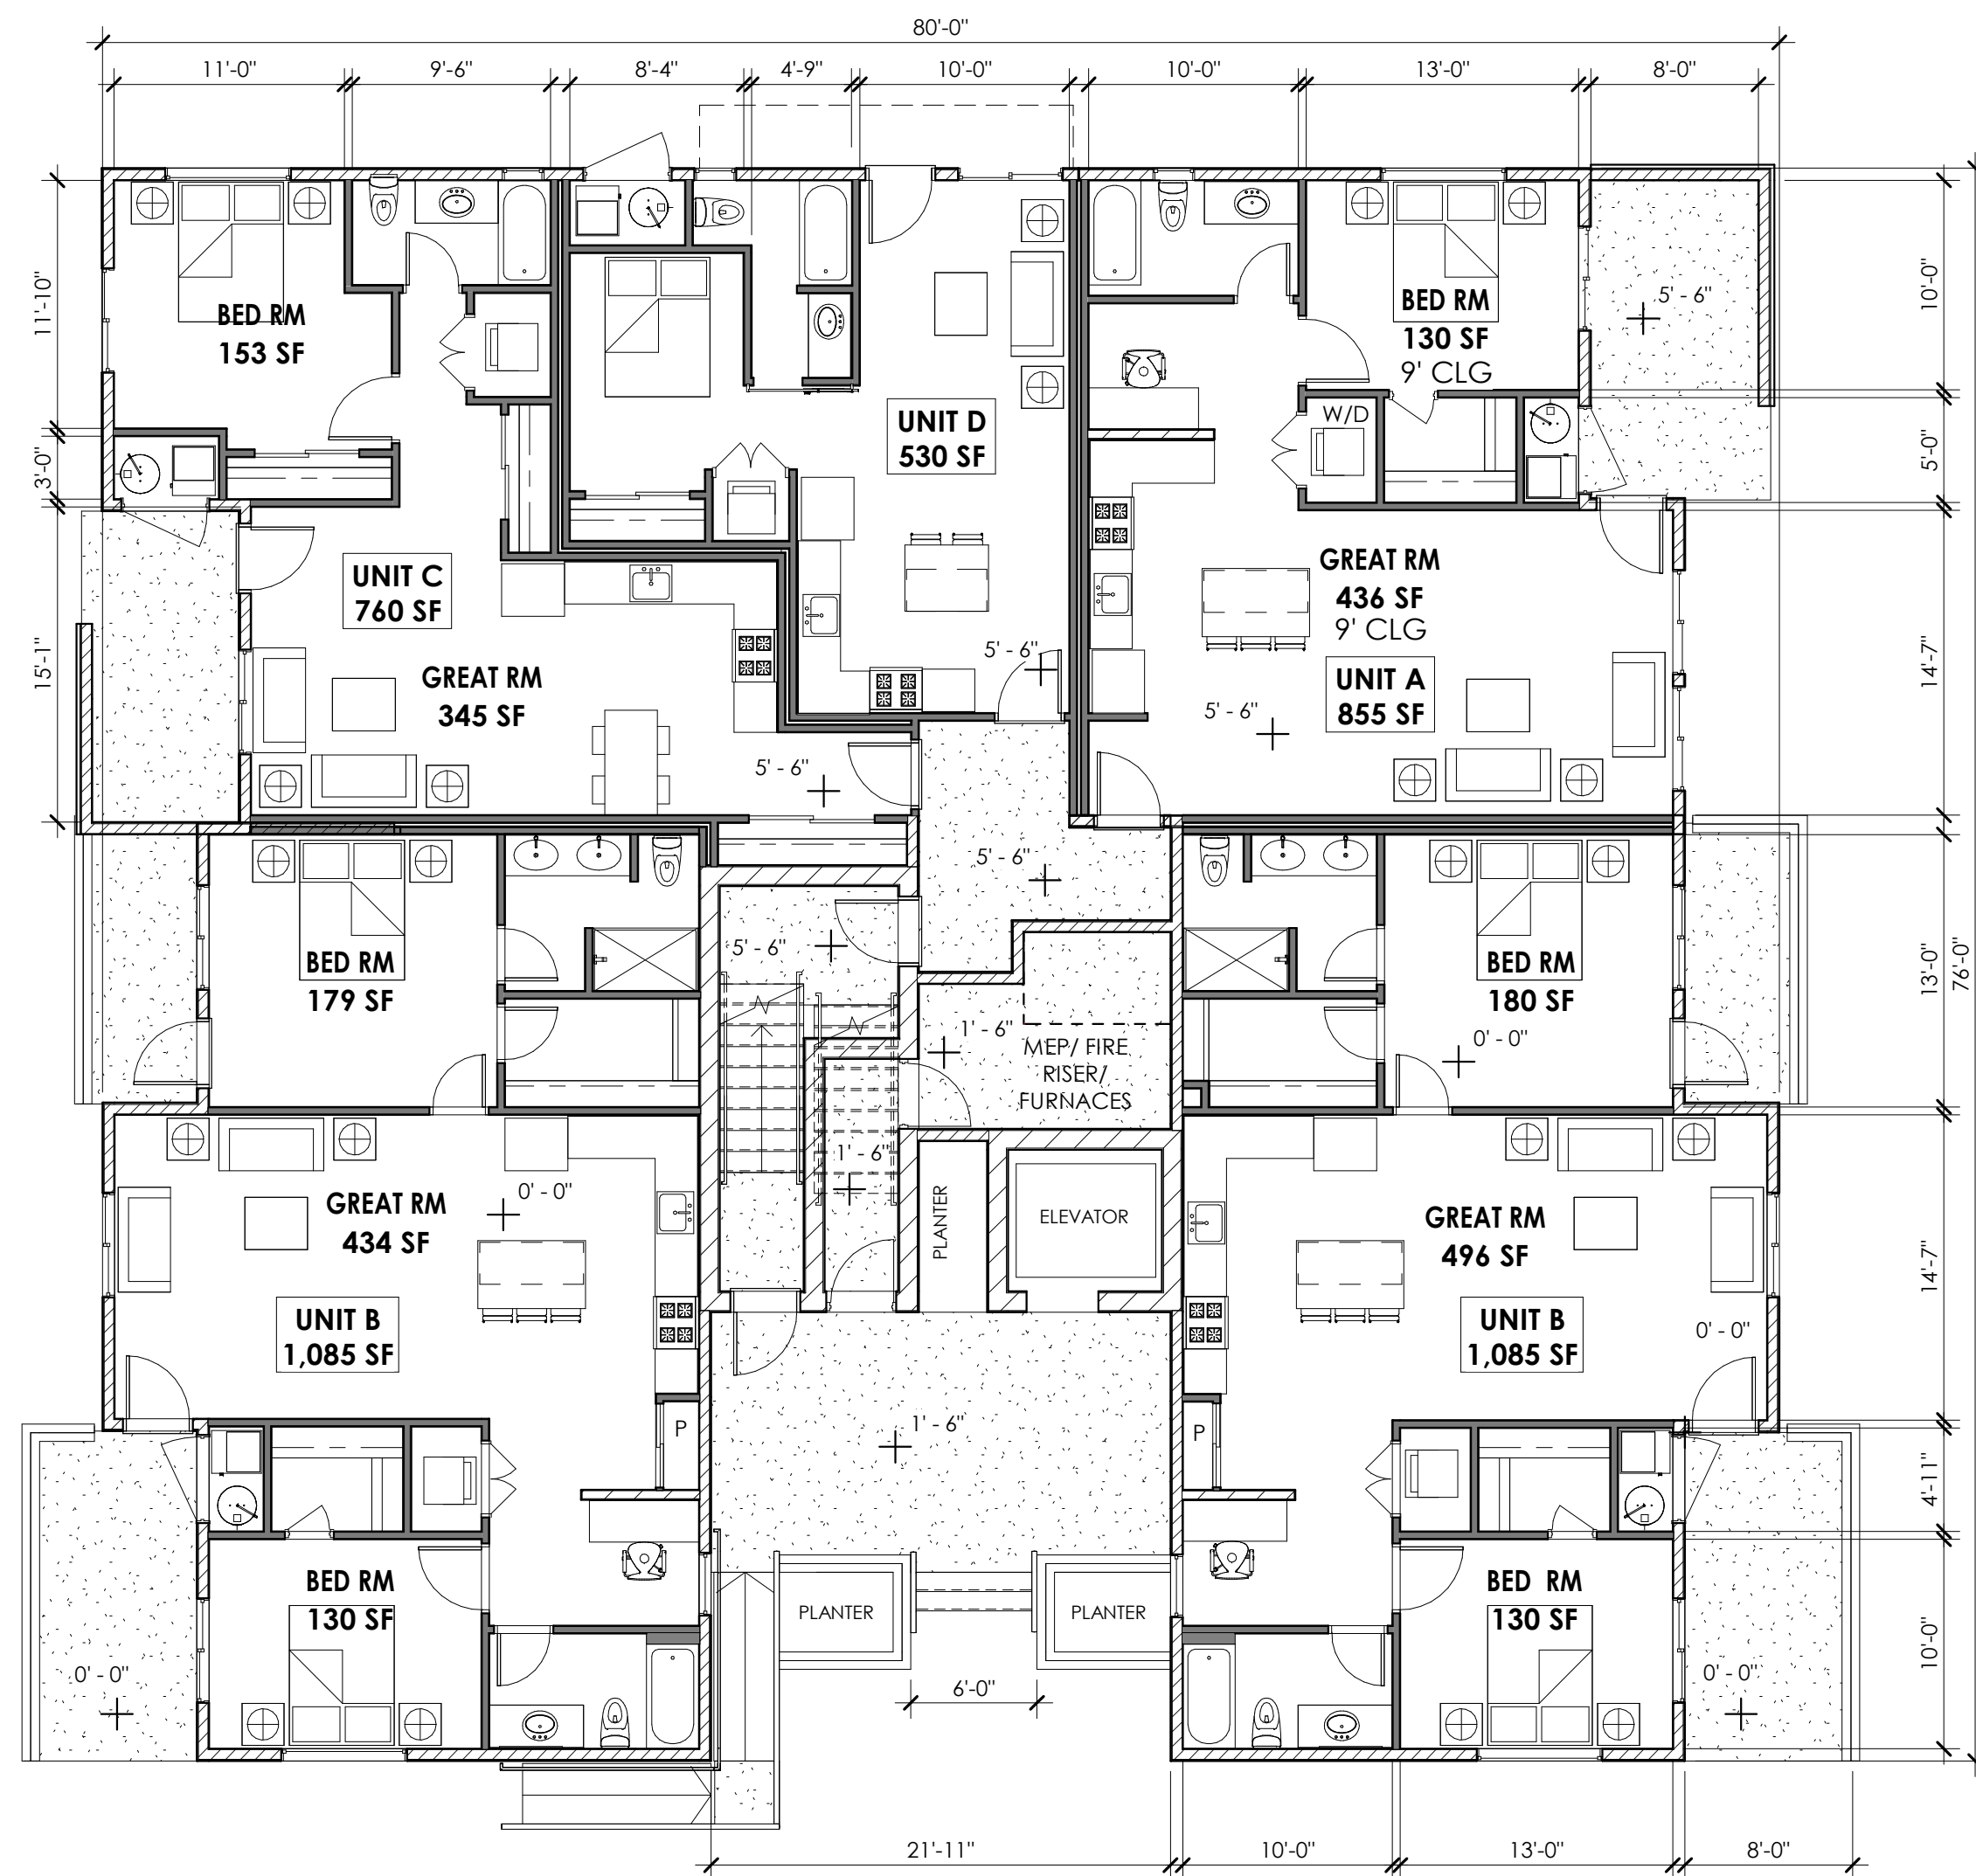 80'-0"
11'-0" 9'-6" 8'-4" 4'-9" 10'-0" 10'-0" 13'-0" 8'-0"
11'-10"
3'-0"
15'-1"
BED RM
153 SF
UNIT D
530 SF
BED RM
130 SF
9' CLG
W/D
5' - 6"
10'-0"
5'-0"
14'-7"
UNIT C
760 SF
GREAT RM
345 SF
5' - 6"
5' - 6"
GREAT RM
436 SF
9' CLG
UNIT A
855 SF
5' - 6"
5' - 6"
5' - 6"
BED RM
179 SF
BED RM
180 SF
0' - 0"
13'-0"
76'-0"
1' - 6"
MEP/ FIRE
RISER/
FURNACES
1' - 6"
PLANTER
ELEVATOR
GREAT RM
434 SF
0' - 0"
UNIT B
1,085 SF
GREAT RM
496 SF
UNIT B
1,085 SF
0' - 0"
14'-7"
P
1' - 6"
P
4'-11"
BED RM
130 SF
0' - 0"
PLANTER
PLANTER
6'-0"
BED RM
130 SF
0' - 0"
10'-0"
21'-11" 10'-0" 13'-0" 8'-0"